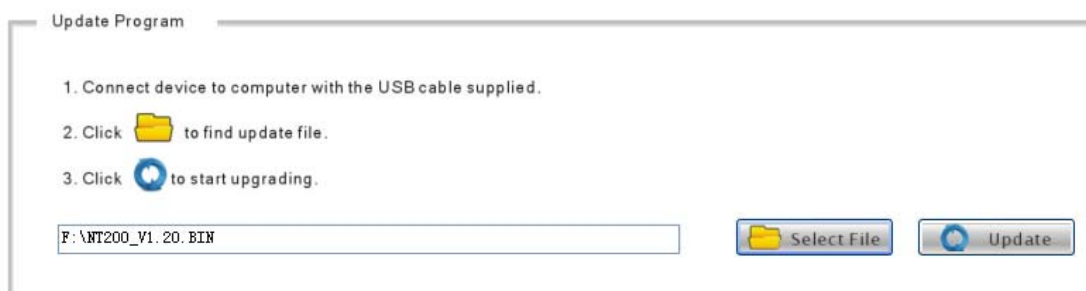 Update Program
1. Connect device to computer with the USB cable supplied.
2. Click to find update file.
3. Click to start upgrading.
F:\NT200_V1.20.BIN
Select File
Update